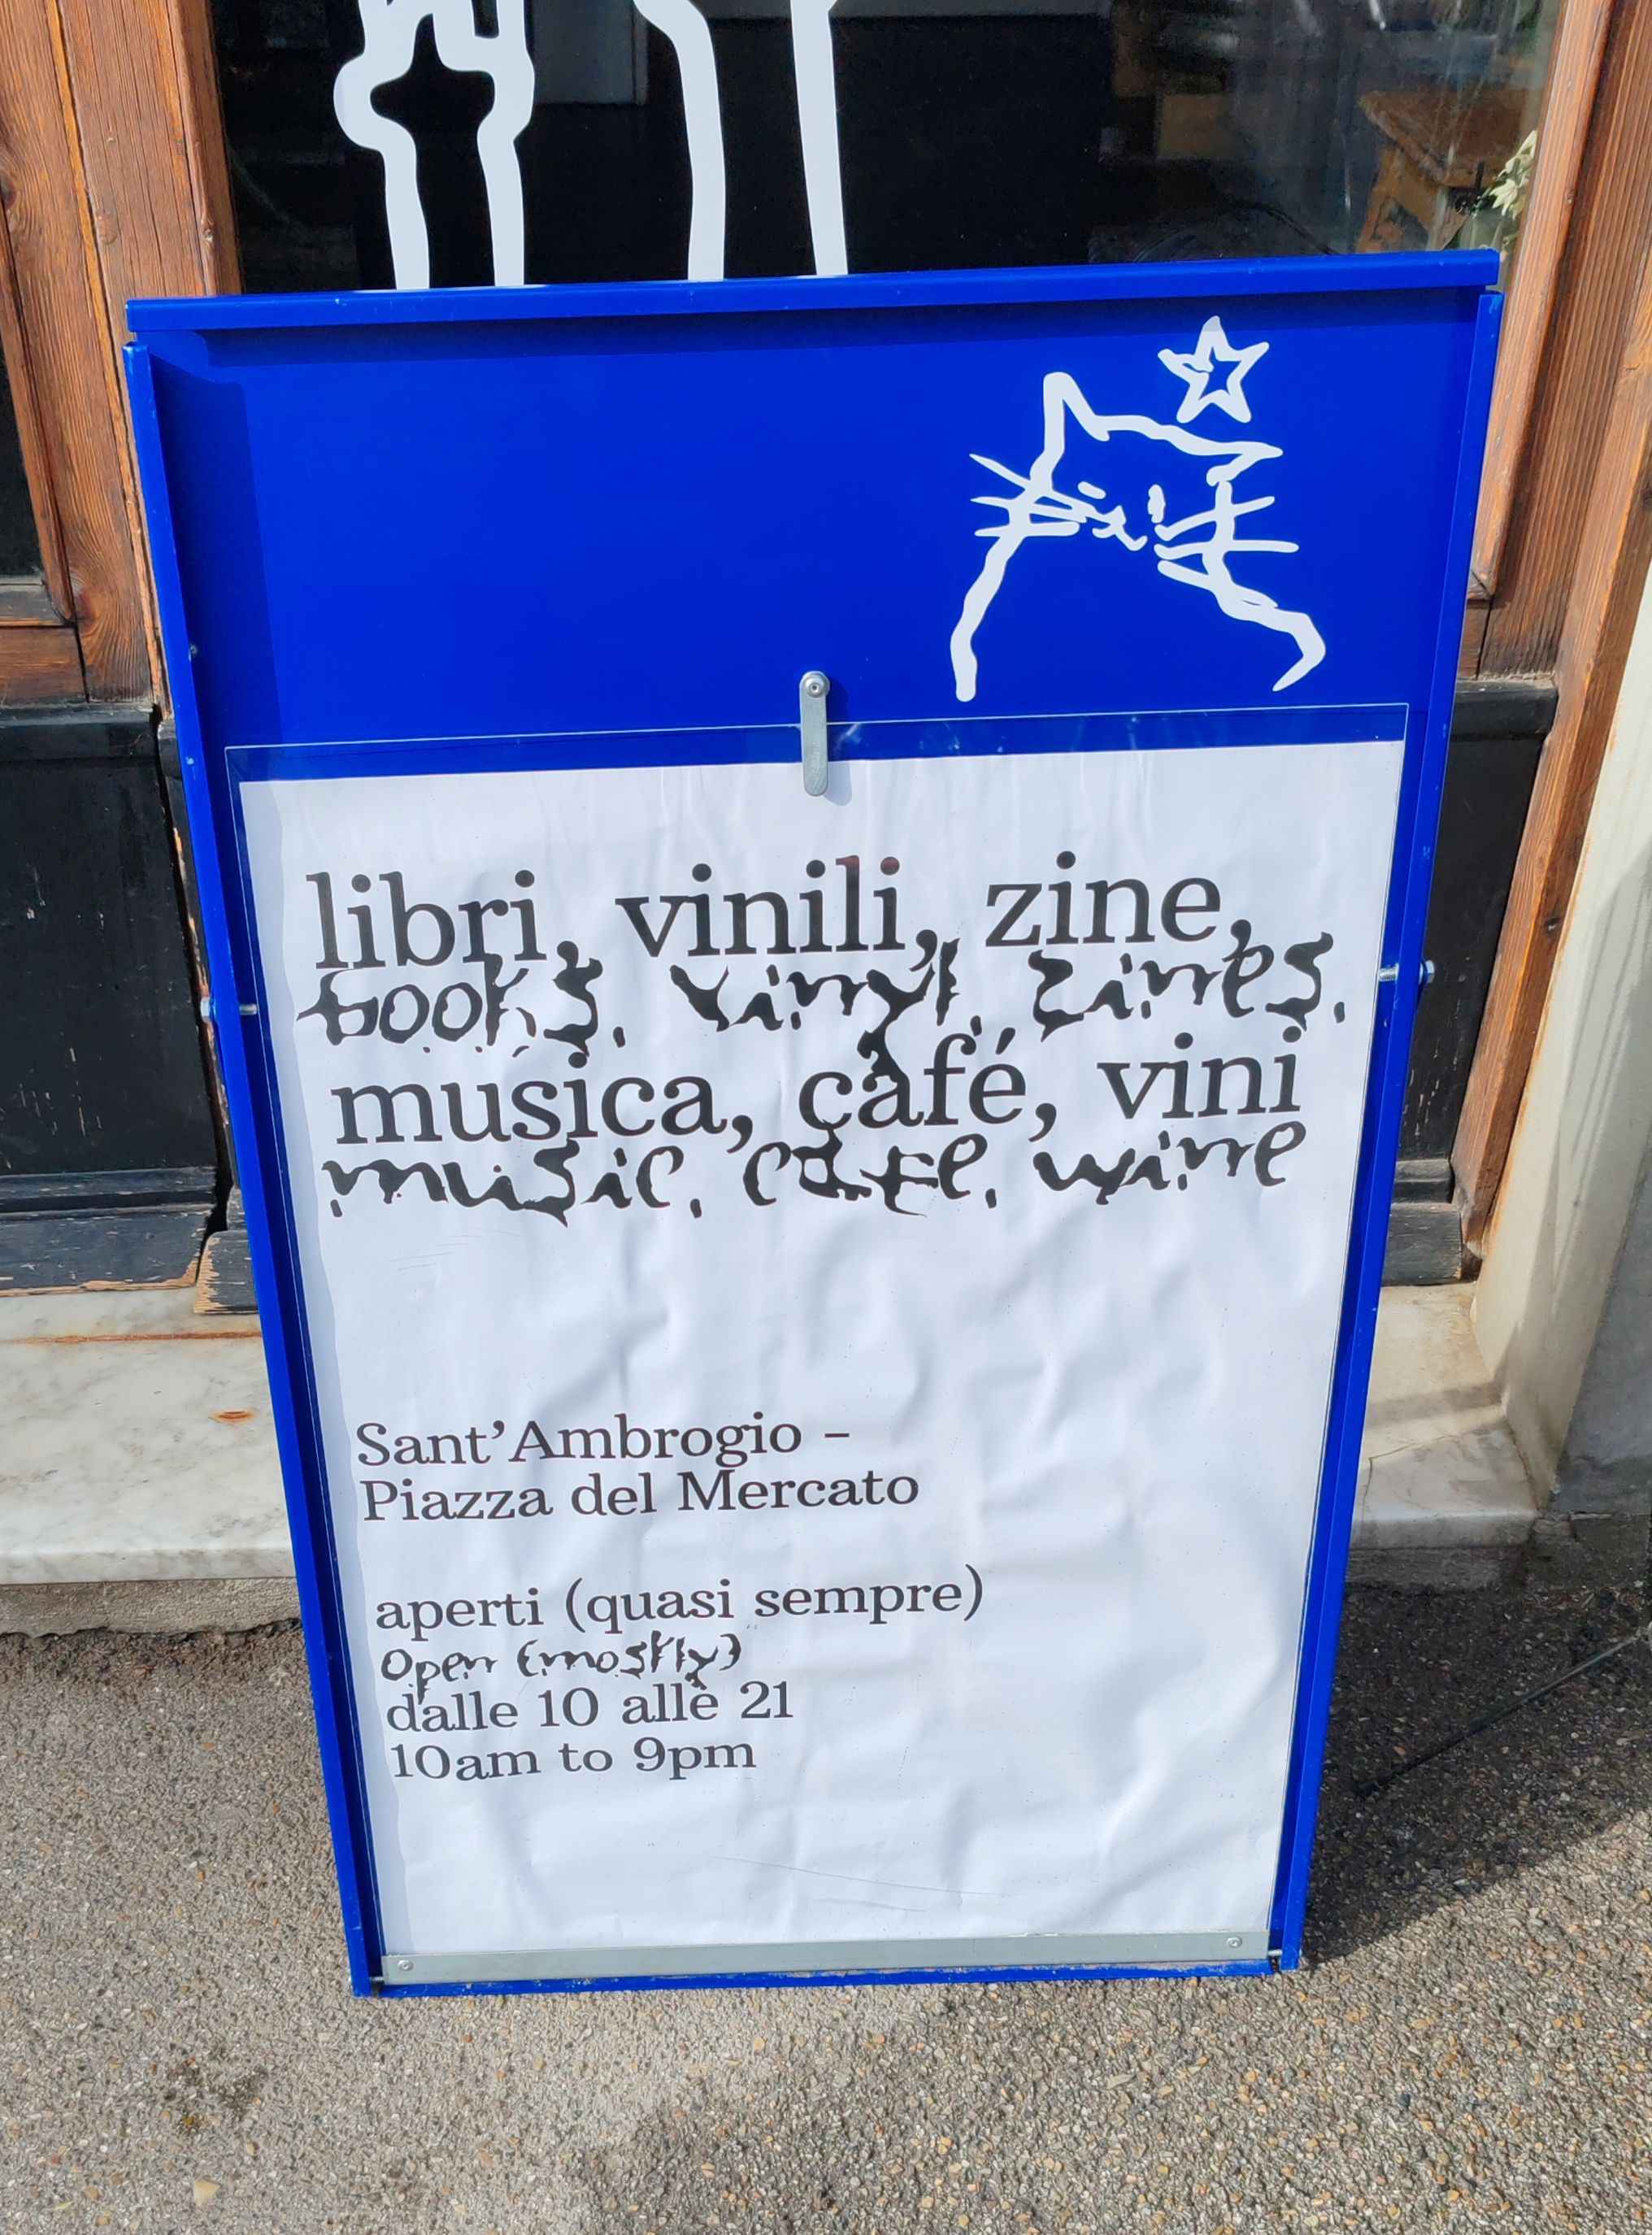 libri, vinili, zine,
books, vinyl, zines,
musica, café, vini
music, cafe, wine
Sant’Ambrogio –
Piazza del Mercato
aperti (quasi sempre)
Open (mostly)
dalle 10 alle 21
10am to 9pm